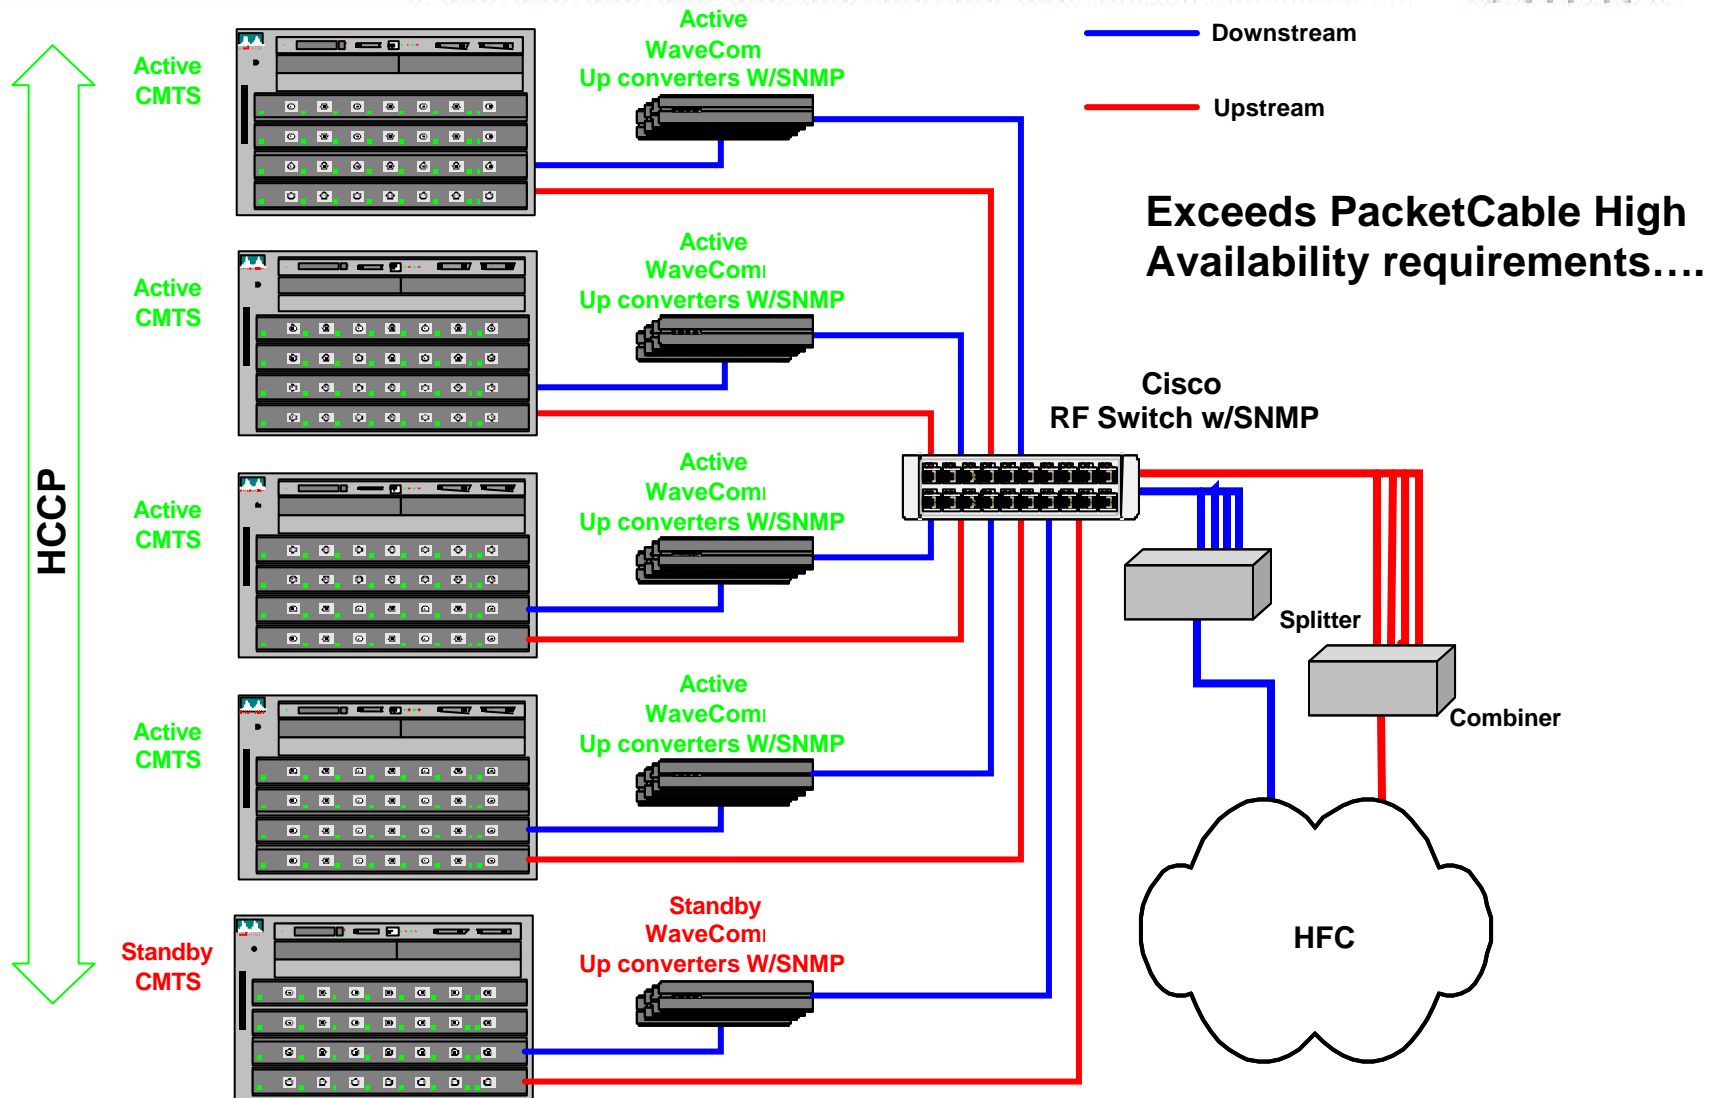 Active
WaveCom
Up converters W/SNMP
Downstream
Active
CMTS
Upstream
Exceeds PacketCable High
Availability requirements....
Active
WaveCom
Up converters W/SNMP
Active
CMTS
Cisco
RF Switch w/SNMP
Active
WaveCom
Up converters W/SNMP
Active
CMTS
HCCP
Splitter
Active
WaveCom
Up converters W/SNMP
Active
CMTS
Combiner
Standby
WaveCom
Up converters W/SNMP
Standby
CMTS
HFC